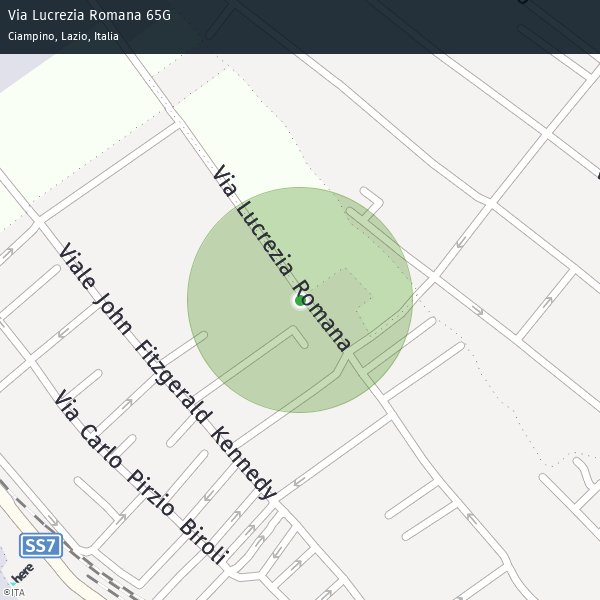 Via Lucrezia Romana 65G
Ciampino, Lazio, Italia
Via Lucrezia Romana
Viale John Fitzgerald Kennedy
Via Carlo Pirzio Biroli
SS7
here
©ITA